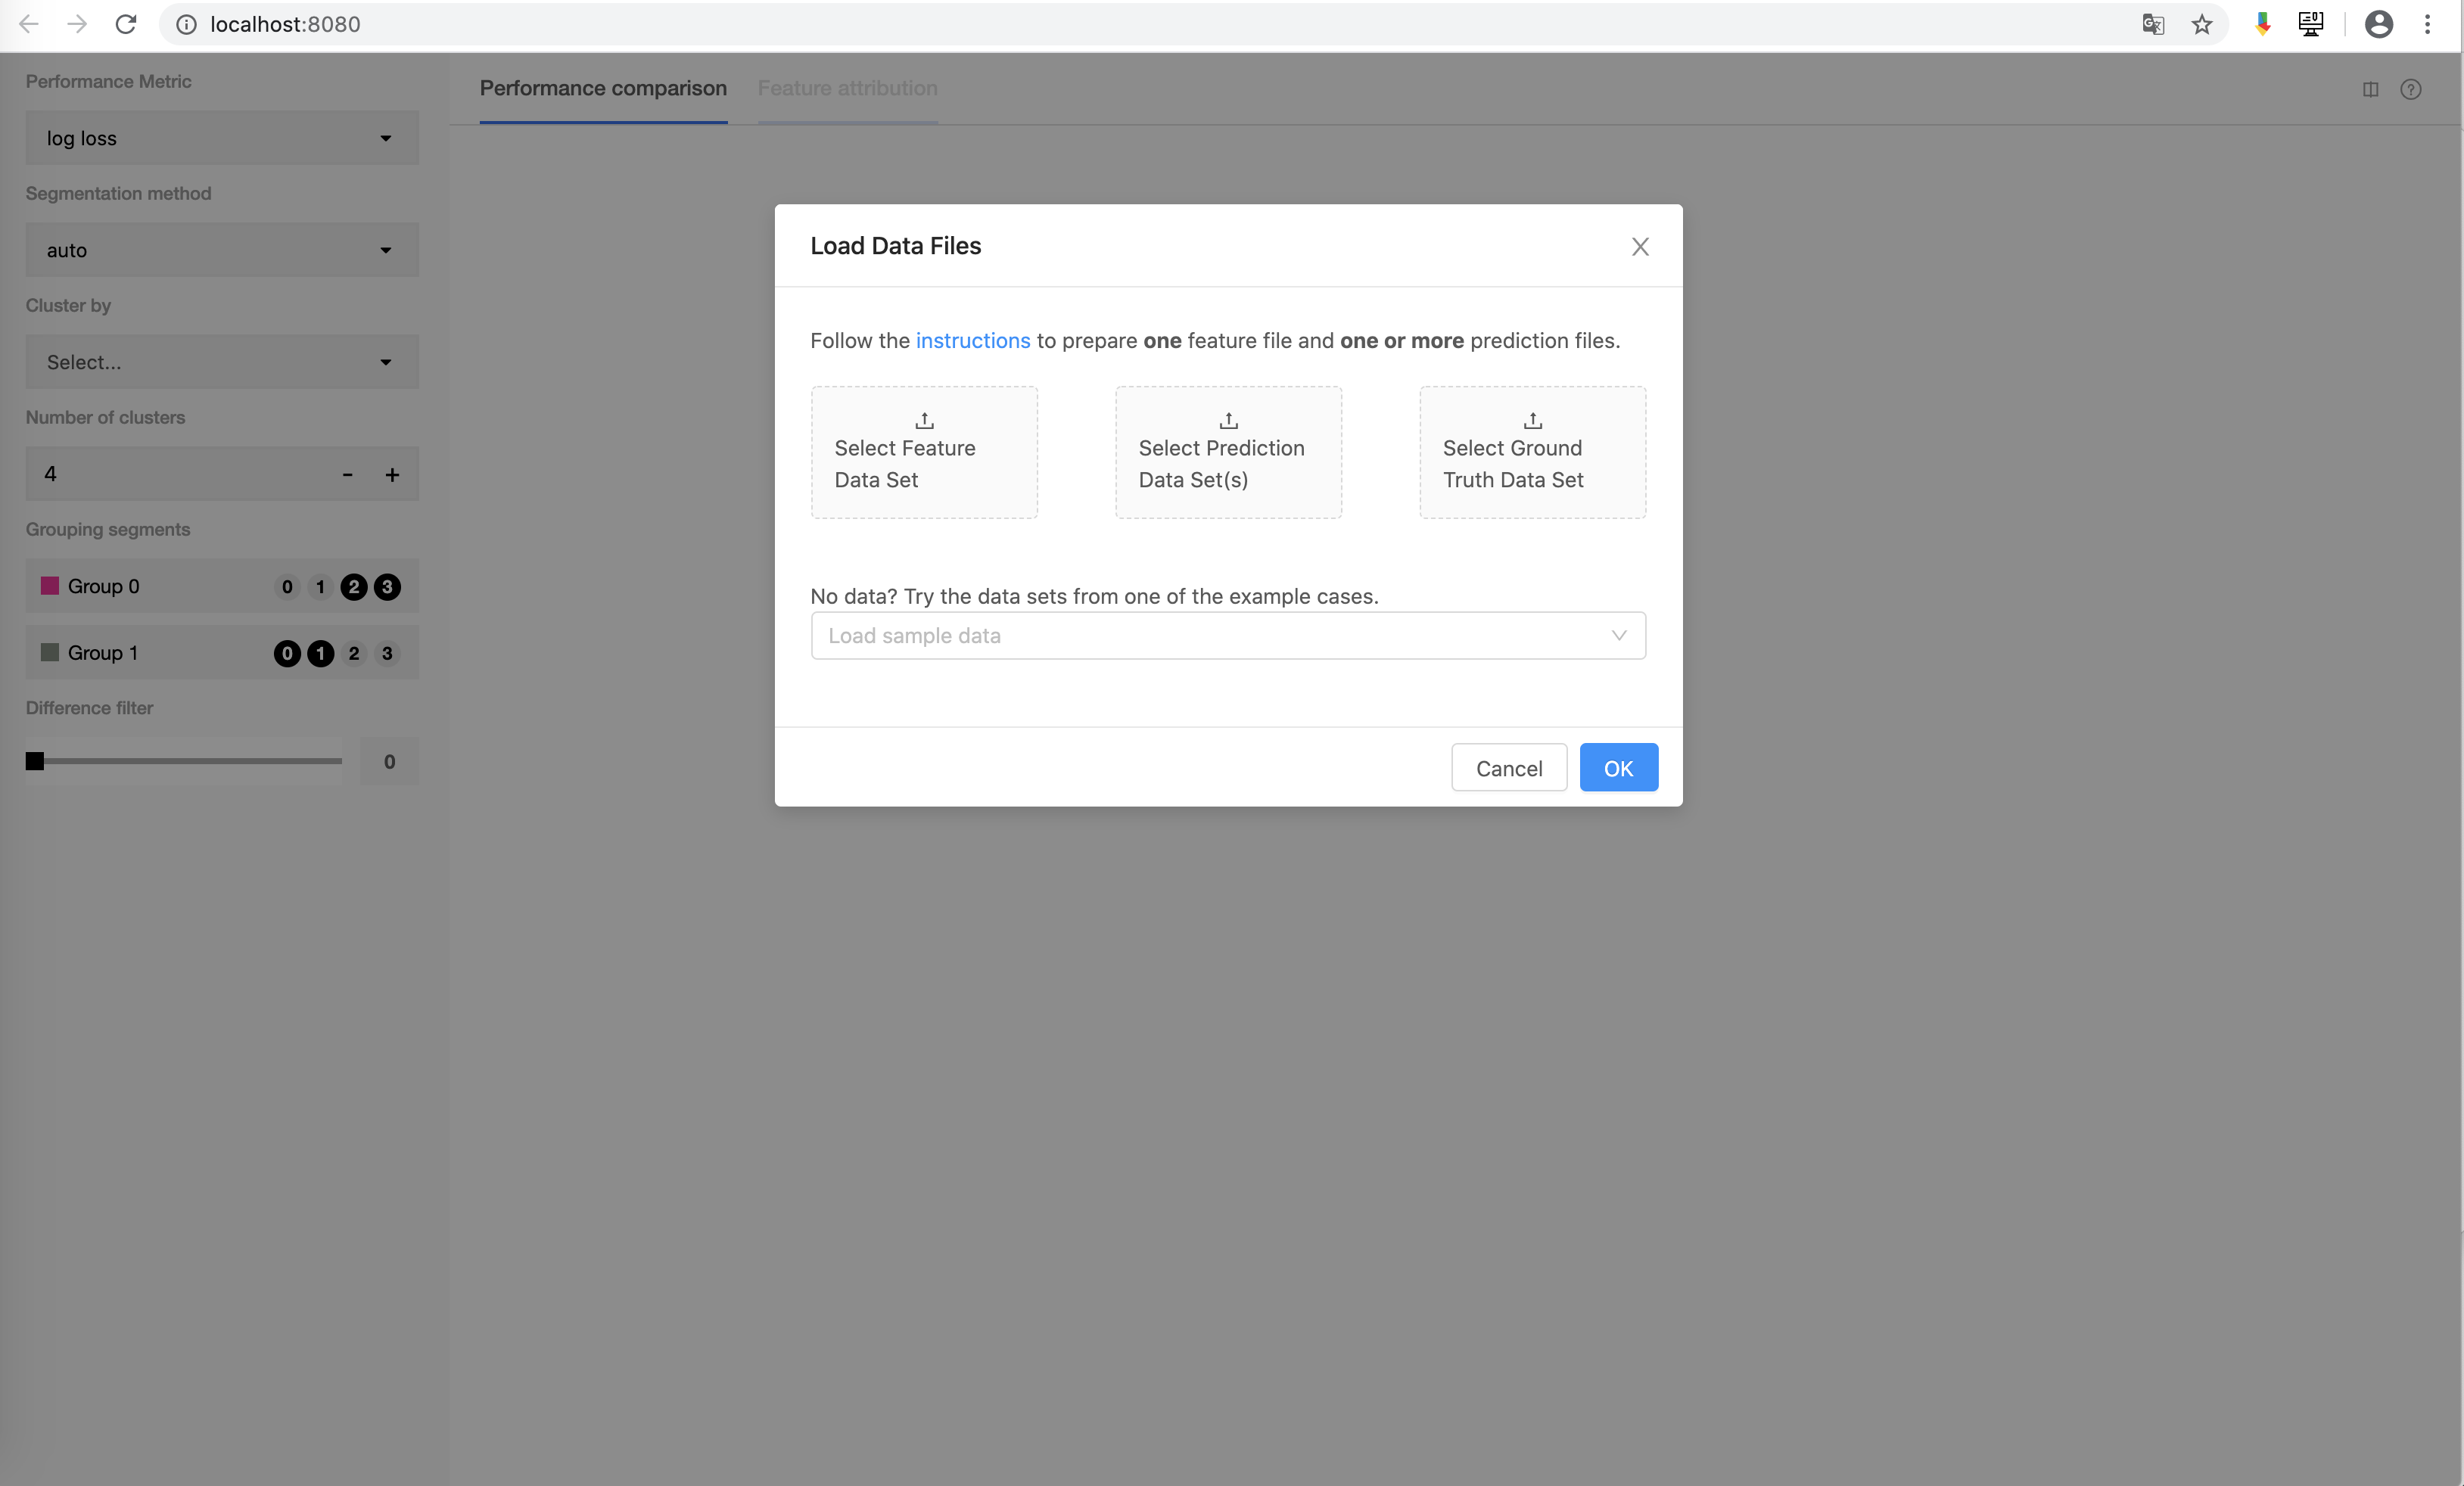 localhost:8080
Performance Metric
log loss
Segmentation method
auto
Cluster by
Select...
Number of clusters
4 - +
Grouping segments
Group 0 0 1 2 3
Group 1 0 1 2 3
Difference filter
0
Performance comparison Feature attribution
Load Data Files
Follow the instructions to prepare one feature file and one or more prediction files.
Select Feature
Data Set
Select Prediction
Data Set(s)
Select Ground
Truth Data Set
No data? Try the data sets from one of the example cases.
Load sample data
Cancel OK